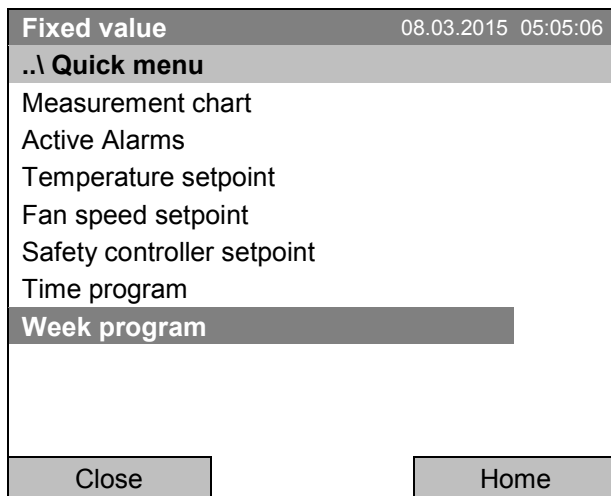 Fixed value 08.03.2015 05:05:06
..\ Quick menu
Measurement chart
Active Alarms
Temperature setpoint
Fan speed setpoint
Safety controller setpoint
Time program
Week program
Close Home